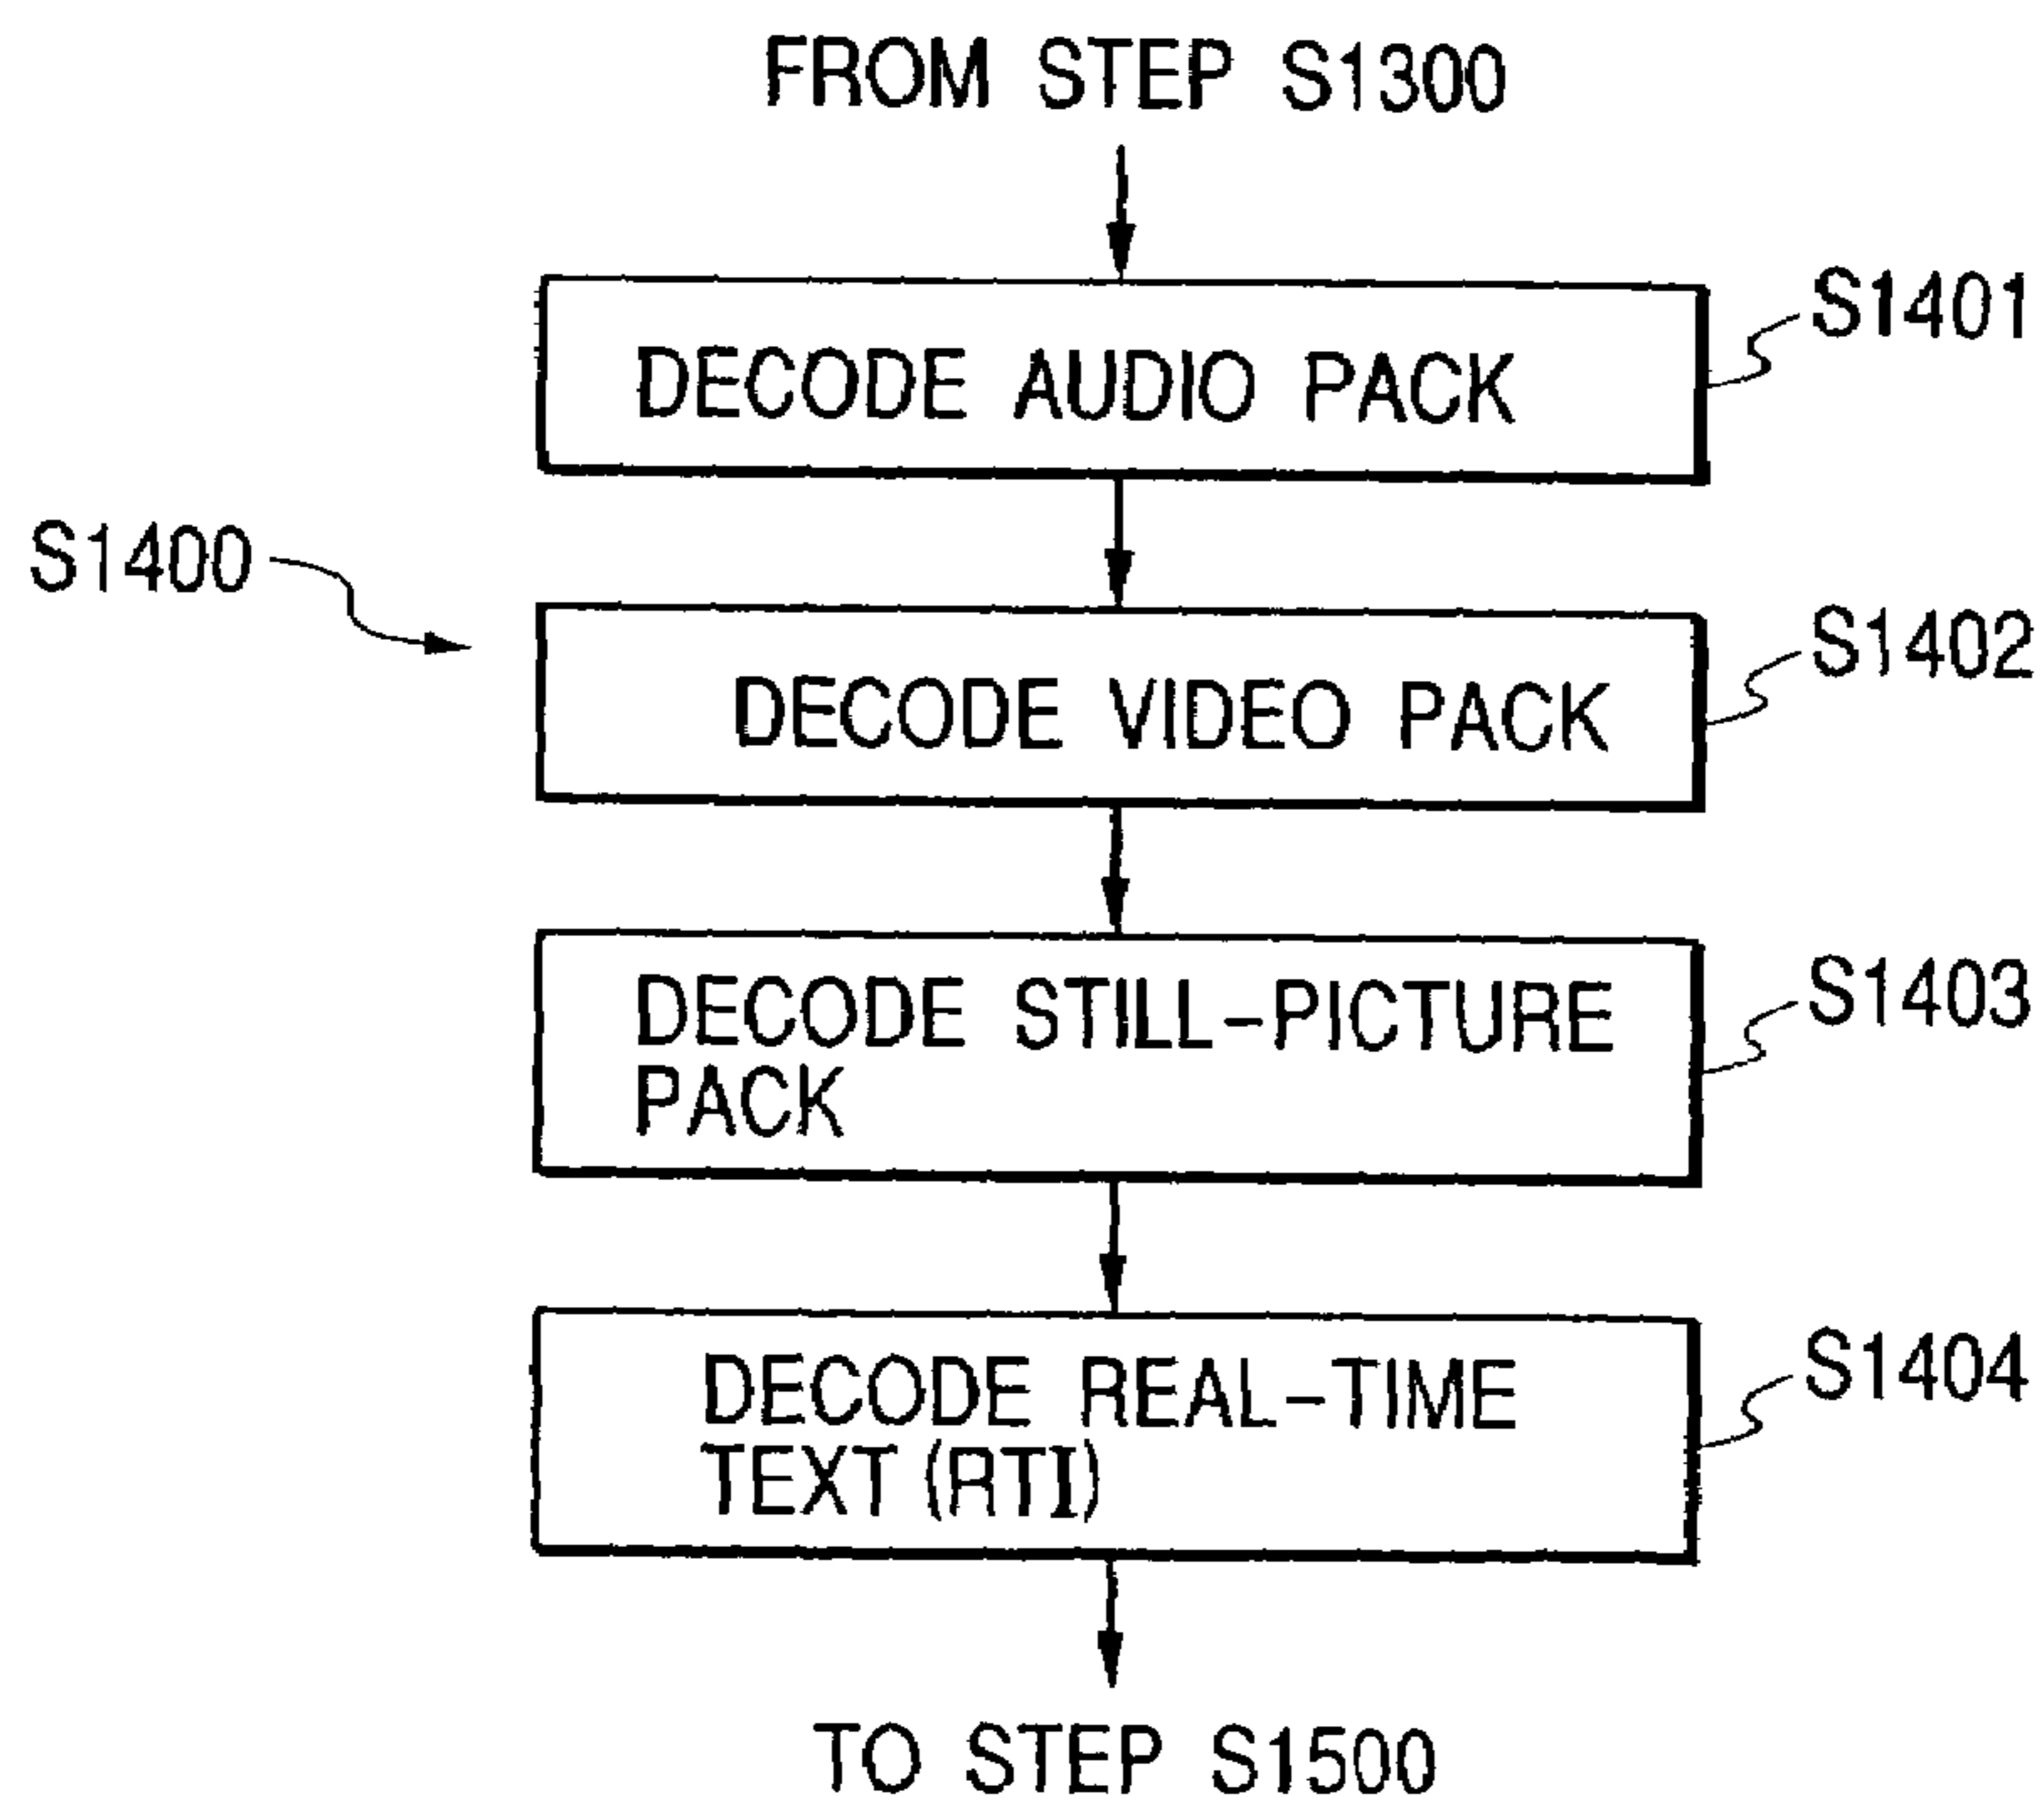 FROM STEP S1300
S1401
DECODE AUDIO PACK
S1400
S1402
DECODE VIDEO PACK
S1403
DECODE STILL-PICTURE
PACK
S1404
DECODE REAL-TIME
TEXT (RTI)
TO STEP S1500